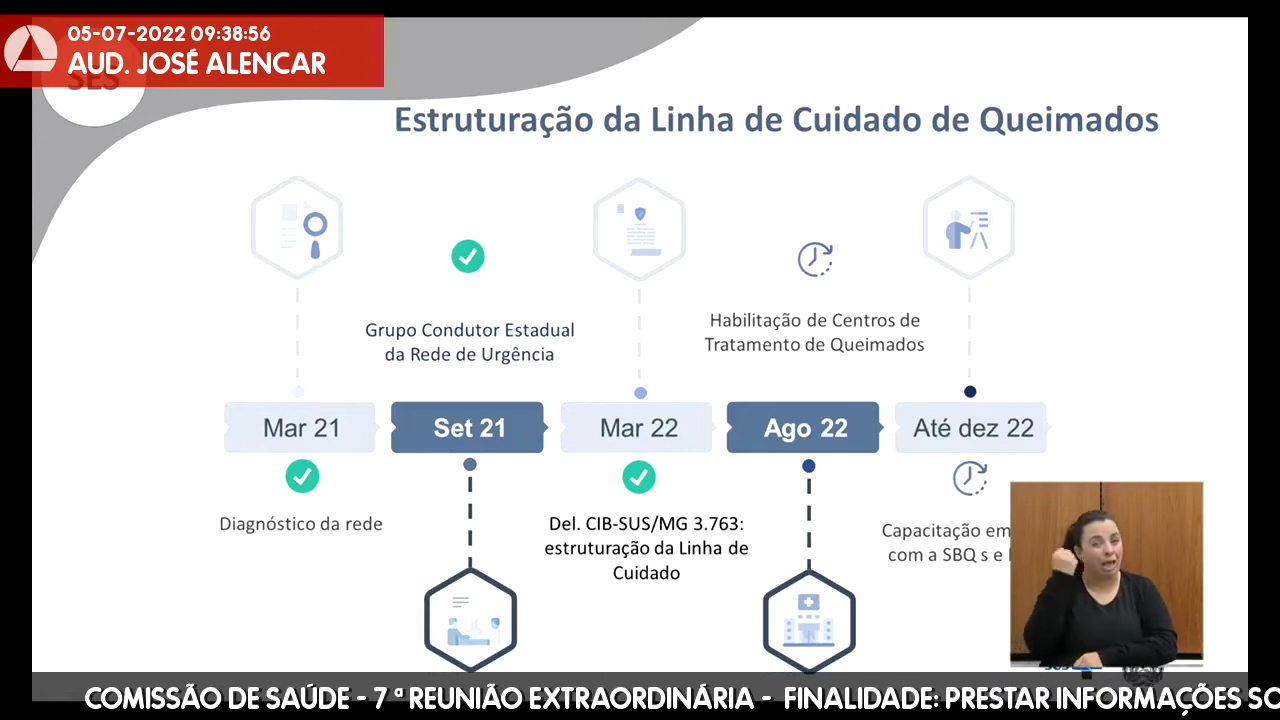 05-07-2022 09:38:56
AUD. JOSÉ ALENCAR
SES
Estruturação da Linha de Cuidado de Queimados
Grupo Condutor Estadual
da Rede de Urgência
Habilitação de Centros de
Tratamento de Queimados
Mar 21
Set 21
Mar 22
Ago 22
Até dez 22
Diagnóstico da rede
Del. CIB-SUS/MG 3.763:
estruturação da Linha de
Cuidado
Capacitação em
com a SBQ s e
COMISSÃO DE SAÚDE - 7 ª REUNIÃO EXTRAORDINÁRIA - FINALIDADE: PRESTAR INFORMAÇÕES SO